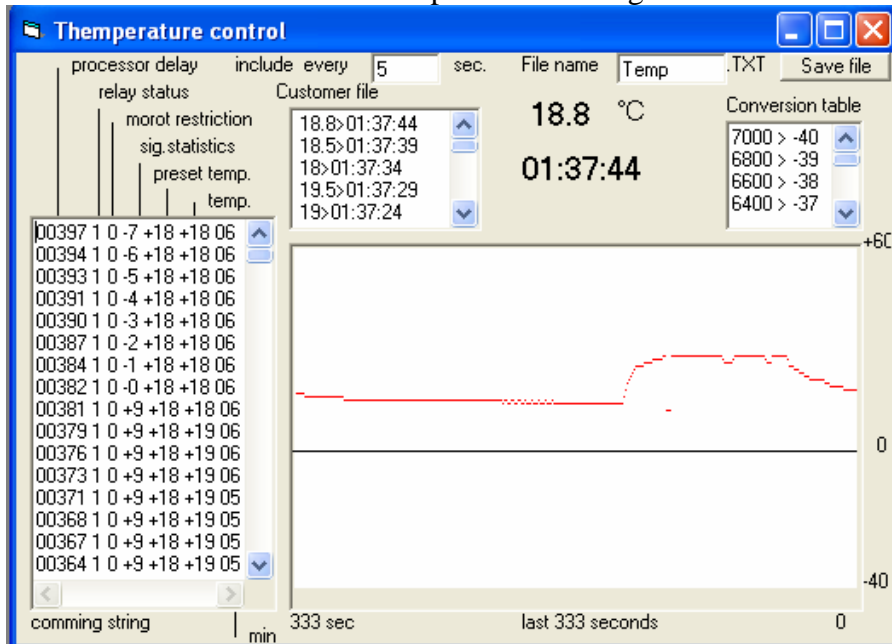 Themperature control
processor delay include every 5 sec. File name Temp .TXT Save file
relay status Customer file 18.8 °C Conversion table
morot restriction
sig.statistics
preset temp.
temp.
18.8>01:37:44
18.5>01:37:39
18>01:37:34
19.5>01:37:29
19>01:37:24
01:37:44
7000 > -40
6800 > -39
6600 > -38
6400 > -37
00397 1 0 -7 +18 +18 06
00394 1 0 -6 +18 +18 06
00393 1 0 -5 +18 +18 06
00391 1 0 -4 +18 +18 06
00390 1 0 -3 +18 +18 06
00387 1 0 -2 +18 +18 06
00384 1 0 -1 +18 +18 06
00382 1 0 -0 +18 +18 06
00381 1 0 +9 +18 +18 06
00379 1 0 +9 +18 +19 06
00376 1 0 +9 +18 +19 06
00373 1 0 +9 +18 +19 06
00371 1 0 +9 +18 +19 05
00368 1 0 +9 +18 +19 05
00367 1 0 +9 +18 +19 05
00364 1 0 +9 +18 +19 05
+60
0
-40
comming string min 333 sec last 333 seconds 0